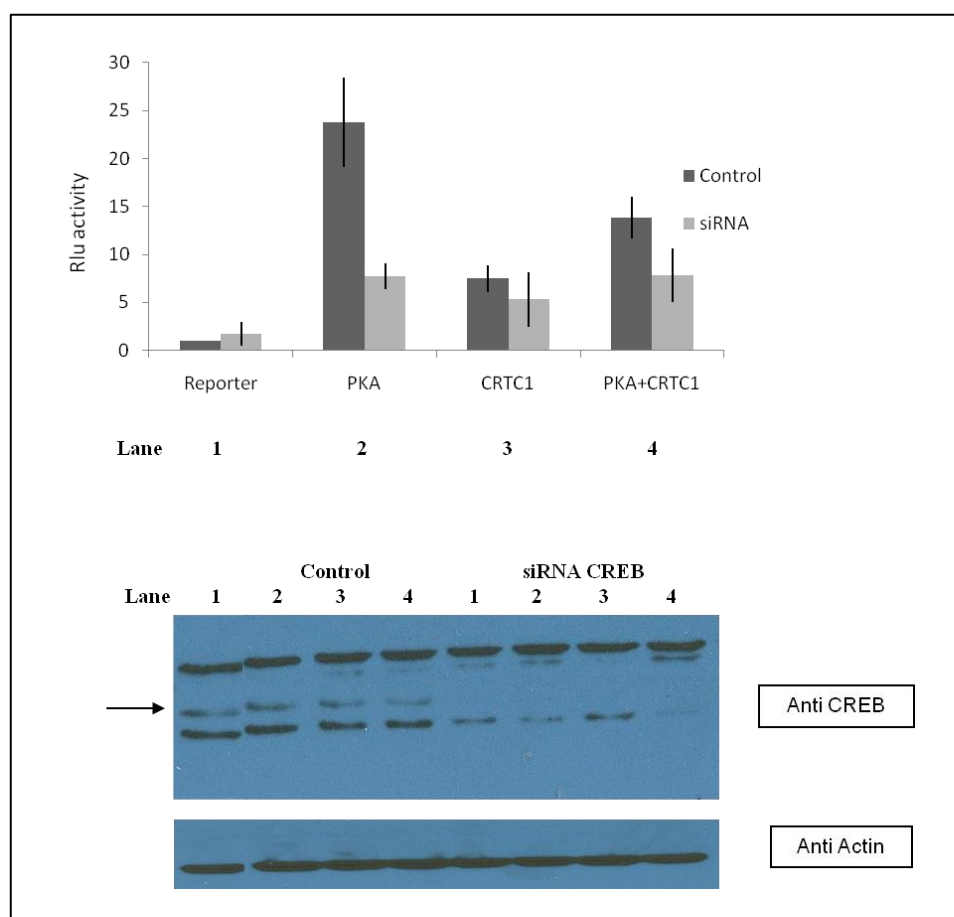 30
25
20
15
10
5
0
Rlu activity
Control
siRNA
Reporter PKA CRTC1 PKA+CRTC1
Lane 1 2 3 4
Control siRNA CREB
Lane 1 2 3 4 1 2 3 4
Anti CREB
Anti Actin